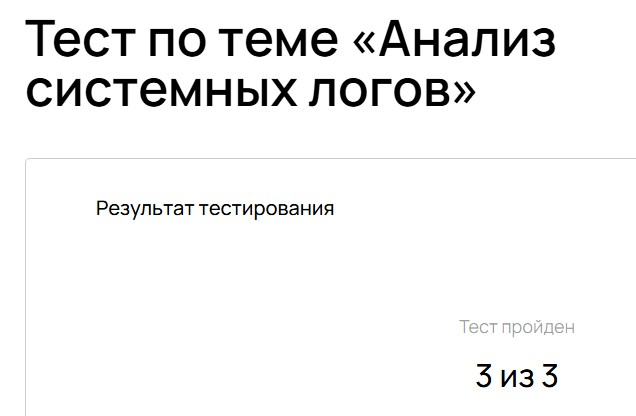 Тест по теме «Анализ
системных логов»
Результат тестирования
Тест пройден
3 из 3